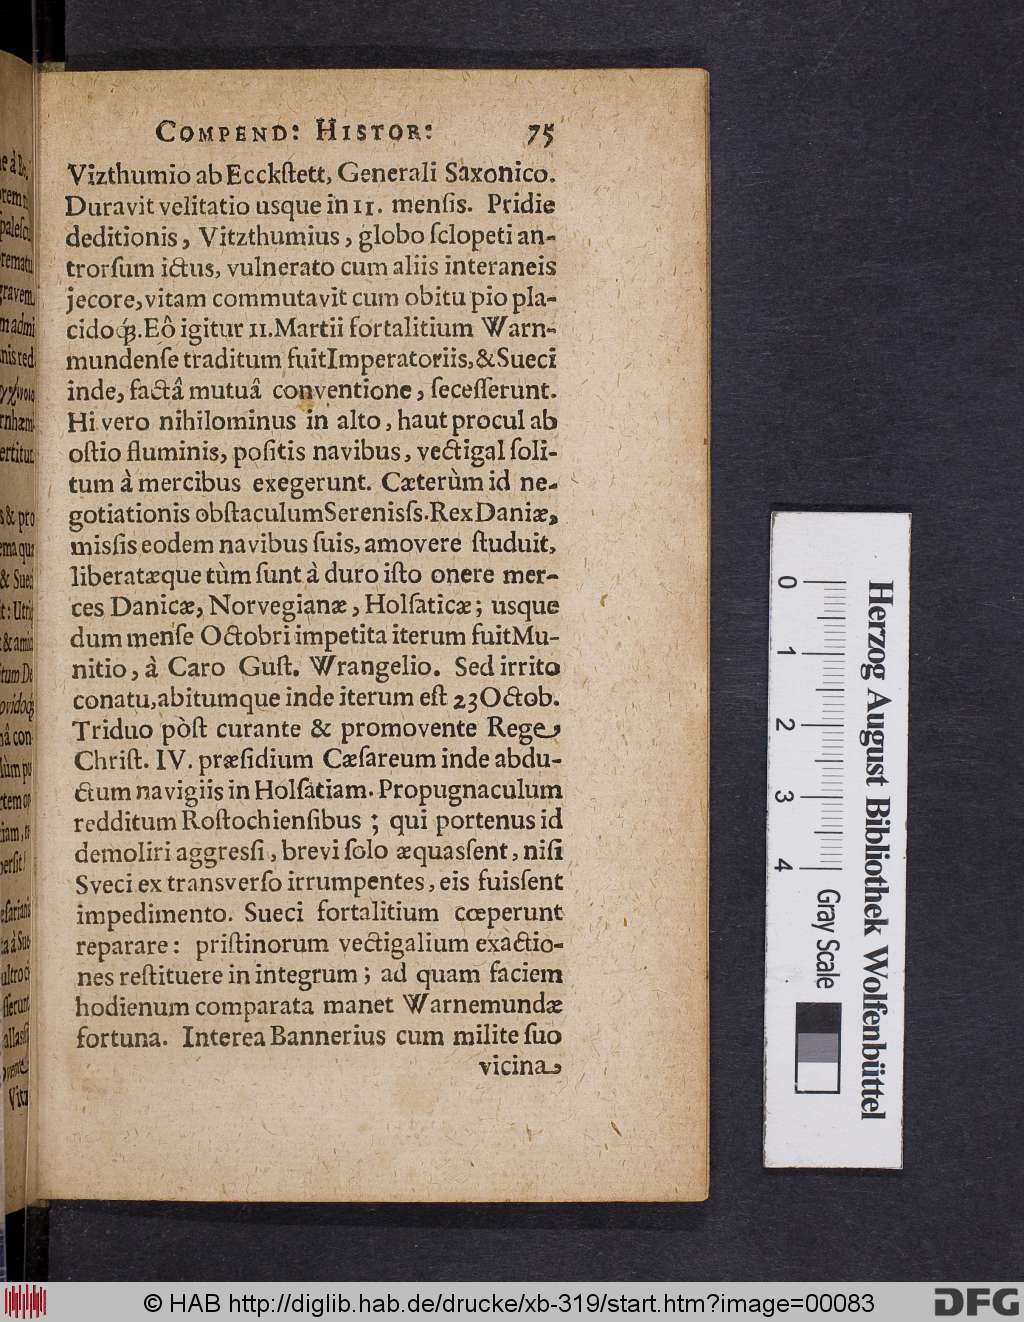 COMPEND: HISTOR: 75
Vizthumio ab Ecckſtett, Generali Saxonico.
Duravit velitatio usque in 11. menſis. Pridie
deditionis, Vitzthumius, globo ſclopeti an-
trorſum ictus, vulnerato cum aliis interaneis
jecore, vitam commutavit cum obitu pio pla-
cidoq́;. Eô igitur 11. Martii fortalitium Warn-
mundenſe traditum fuit Imperatoriis, & Sueci
inde, factâ mutuâ conventione, ſeceſſerunt.
Hi vero nihilominus in alto, haut procul ab
oſtio fluminis, poſitis navibus, vectigal ſoli-
tum à mercibus exegerunt. Cæterùm id ne-
gotiationis obſtaculum Sereniſs. Rex Daniæ,
miſſis eodem navibus ſuis, amovere ſtuduit,
liberatæque tùm ſunt à duro iſto onere mer-
ces Danicæ, Norvegianæ, Holſaticæ; usque
dum menſe Octobri impetita iterum fuit Mu-
nitio, à Caro Guſt. Wrangelio. Sed irrito
conatu, abitumque inde iterum eſt 23 Octob.
Triduo pòſt curante & promovente Rege
Chriſt. IV. præſidium Cæſareum inde abdu-
ctum navigiis in Holſatiam. Propugnaculum
redditum Roſtochienſibus; qui portenus id
demoliri aggreſſi, brevi ſolo æquasſent, niſi
Sveci ex transverſo irrumpentes, eis fuisſent
impedimento. Sueci fortalitium cœperunt
reparare: priſtinorum vectigalium exactio-
nes reſtituere in integrum; ad quam faciem
hodienum comparata manet Warnemundæ
fortuna. Interea Bannerius cum milite ſuo
vicina
0 1 2 3 4 Gray Scale
Herzog August Bibliothek Wolfenbüttel
© HAB http://diglib.hab.de/drucke/xb-319/start.htm?image=00083
DFG